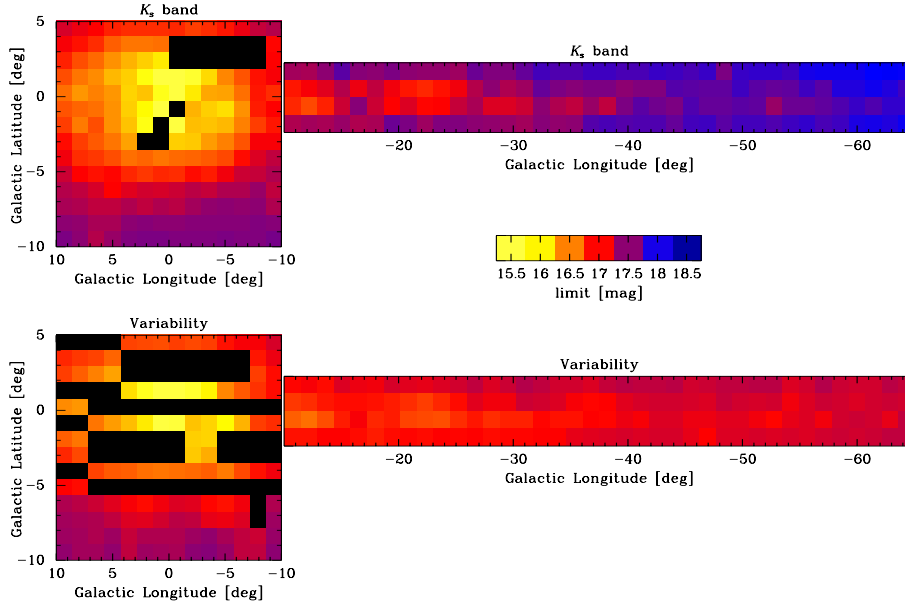 K_s band
5
0
−5
−10
Galactic Latitude [deg]
10 5 0 −5 −10
Galactic Longitude [deg]
K_s band
−20 −30 −40 −50 −60
Galactic Longitude [deg]
15.5 16 16.5 17 17.5 18 18.5
limit [mag]
Variability
5
0
−5
−10
Galactic Latitude [deg]
10 5 0 −5 −10
Galactic Longitude [deg]
Variability
−20 −30 −40 −50 −60
Galactic Longitude [deg]